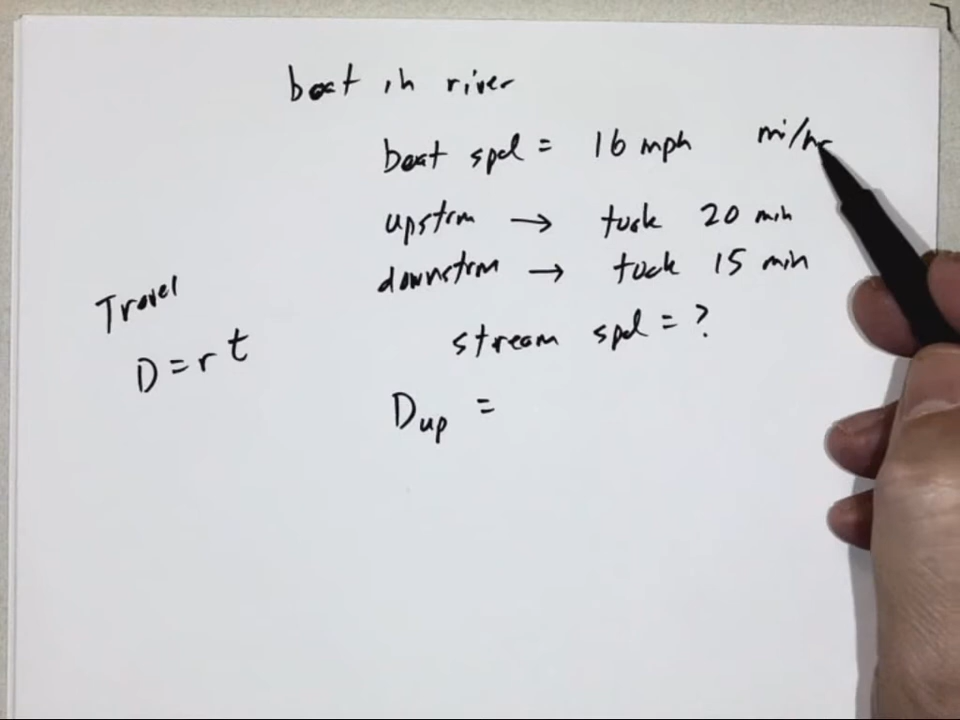 boat in river
boat spd = 16 mph mi/hr
upstrm → took 20 min
downstrm → took 15 min
stream spd = ?
Travel
D = r t
Dup =